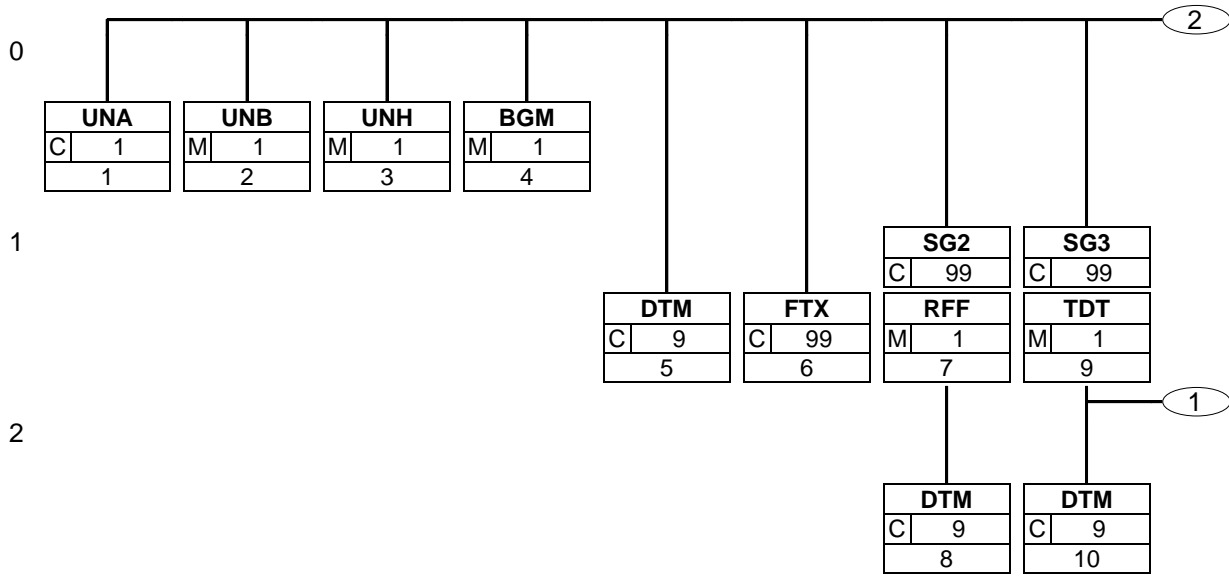 2
0
UNA UNB UNH BGM
C 1 M 1 M 1 M 1
1 2 3 4
1
SG2 SG3
C 99 C 99
DTM FTX RFF TDT
C 9 C 99 M 1 M 1
5 6 7 9
1
2
DTM DTM
C 9 C 9
8 10